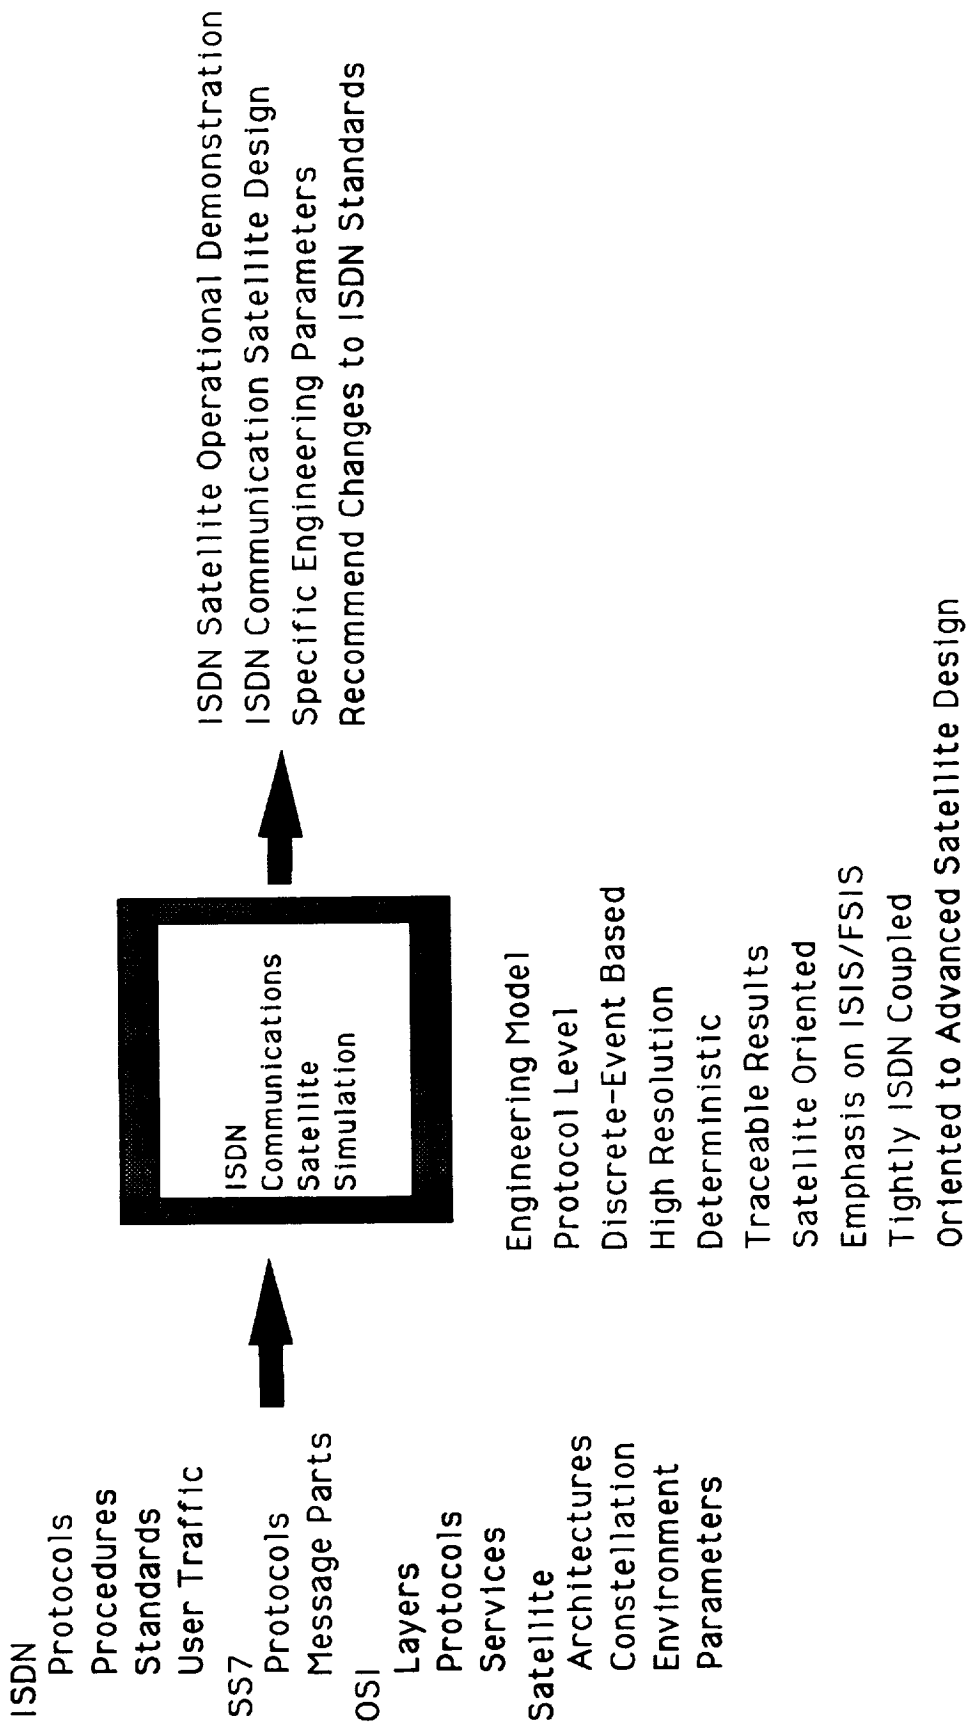 ISDN
Protocols
Procedures
Standards
User Traffic
SS7
Protocols
Message Parts
OSI
Layers
Protocols
Services
Satellite
Architectures
Constellation
Environment
Parameters
ISDN
Communications
Satellite
Simulation
Engineering Model
Protocol Level
Discrete-Event Based
High Resolution
Deterministic
Traceable Results
Satellite Oriented
Emphasis on ISIS/FSIS
Tightly ISDN Coupled
Oriented to Advanced Satellite Design
ISDN Satellite Operational Demonstration
ISDN Communication Satellite Design
Specific Engineering Parameters
Recommend Changes to ISDN Standards